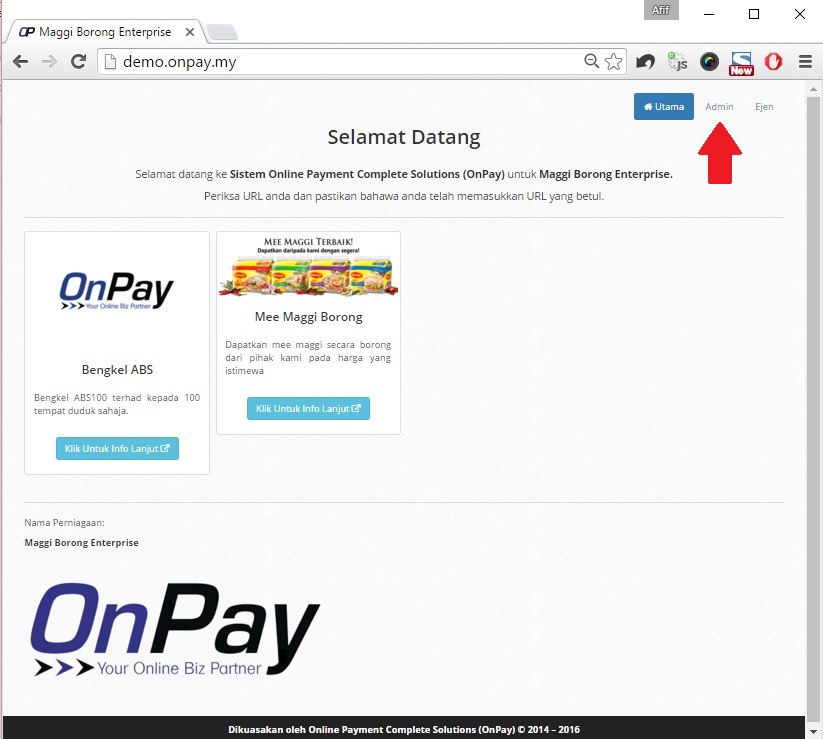 Afif
OP Maggi Borong Enterprise
demo.onpay.my
JS
New
Utama Admin Ejen
Selamat Datang
Selamat datang ke Sistem Online Payment Complete Solutions (OnPay) untuk Maggi Borong Enterprise.
Periksa URL anda dan pastikan bahawa anda telah memasukkan URL yang betul.
OnPay
Your Online Biz Partner
Bengkel ABS
Bengkel ABS100 terhad kepada 100
tempat duduk sahaja.
Klik Untuk Info Lanjut
MEE MAGGI TERBAIK!
Dapatkan daripada kami dengan segera!
Mee Maggi Borong
Dapatkan mee maggi secara borong
dari pihak kami pada harga yang
istimewa
Klik Untuk Info Lanjut
Nama Perniagaan:
Maggi Borong Enterprise
OnPay
Your Online Biz Partner
Dikuasakan oleh Online Payment Complete Solutions (OnPay) © 2014 – 2016